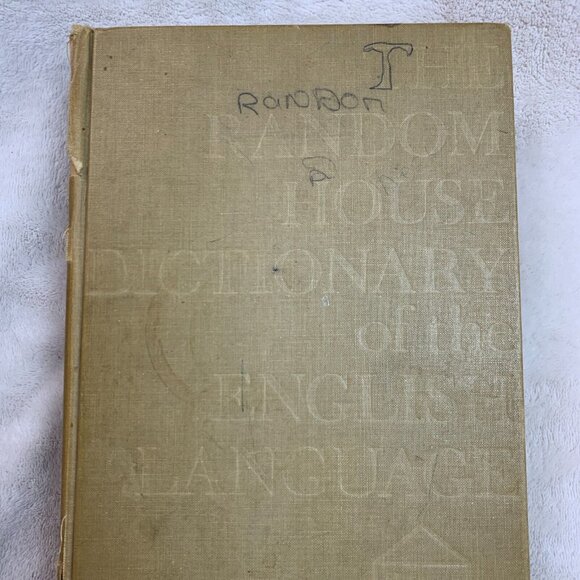 THE
RANDOM
RANDOM
HOUSE
DICTIONARY
of the
ENGLISH
LANGUAGE